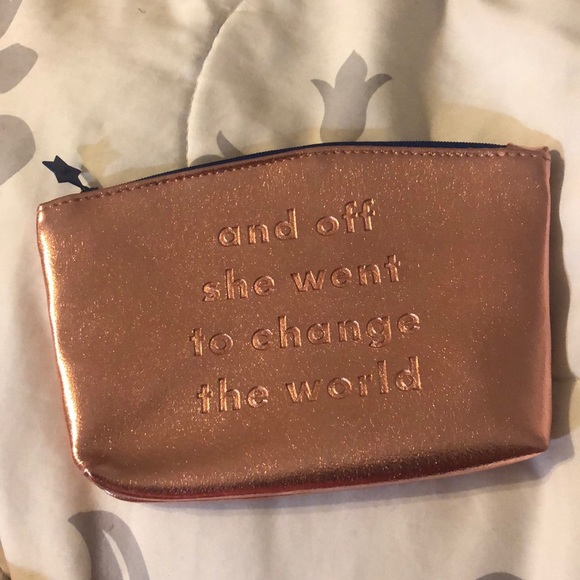 and off
she went
to change
the world